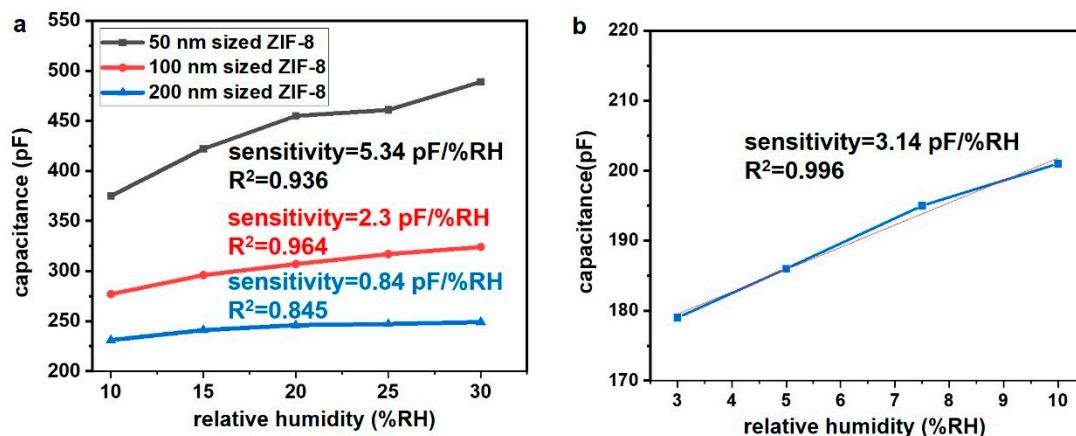 a
550
500
450
400
350
300
250
200
capacitance (pF)
50 nm sized ZIF-8
100 nm sized ZIF-8
200 nm sized ZIF-8
sensitivity=5.34 pF/%RH
R²=0.936
sensitivity=2.3 pF/%RH
R²=0.964
sensitivity=0.84 pF/%RH
R²=0.845
10 15 20 25 30
relative humidity (%RH)
b
220
210
200
190
180
170
capacitance(pF)
sensitivity=3.14 pF/%RH
R²=0.996
3 4 5 6 7 8 9 10
relative humidity (%RH)